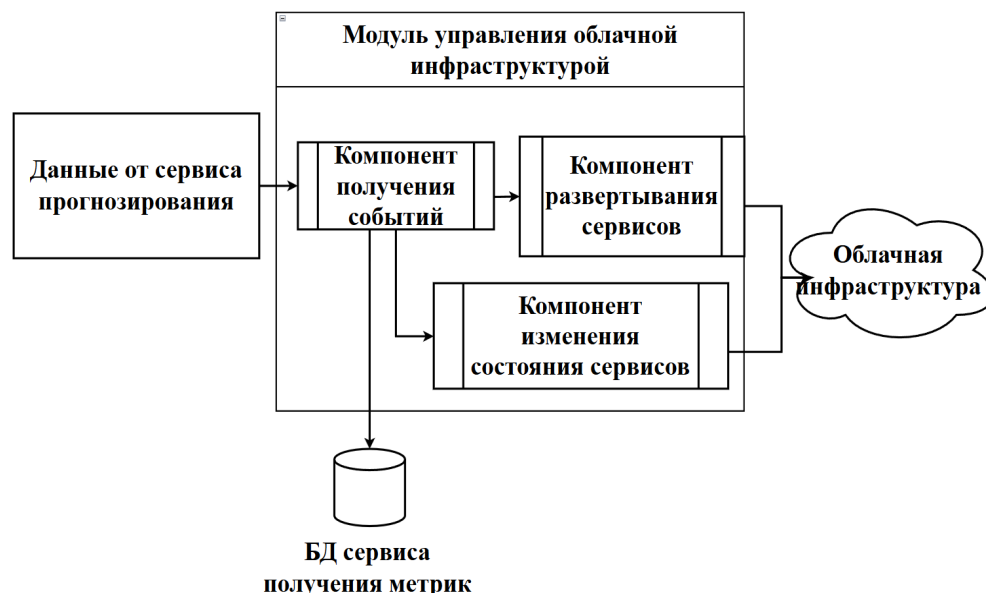 Модуль управления облачной
инфраструктурой
Данные от сервиса
прогнозирования
Компонент
получения
событий
Компонент
развертывания
сервисов
Облачная
инфраструктура
Компонент
изменения
состояния сервисов
БД сервиса
получения метрик